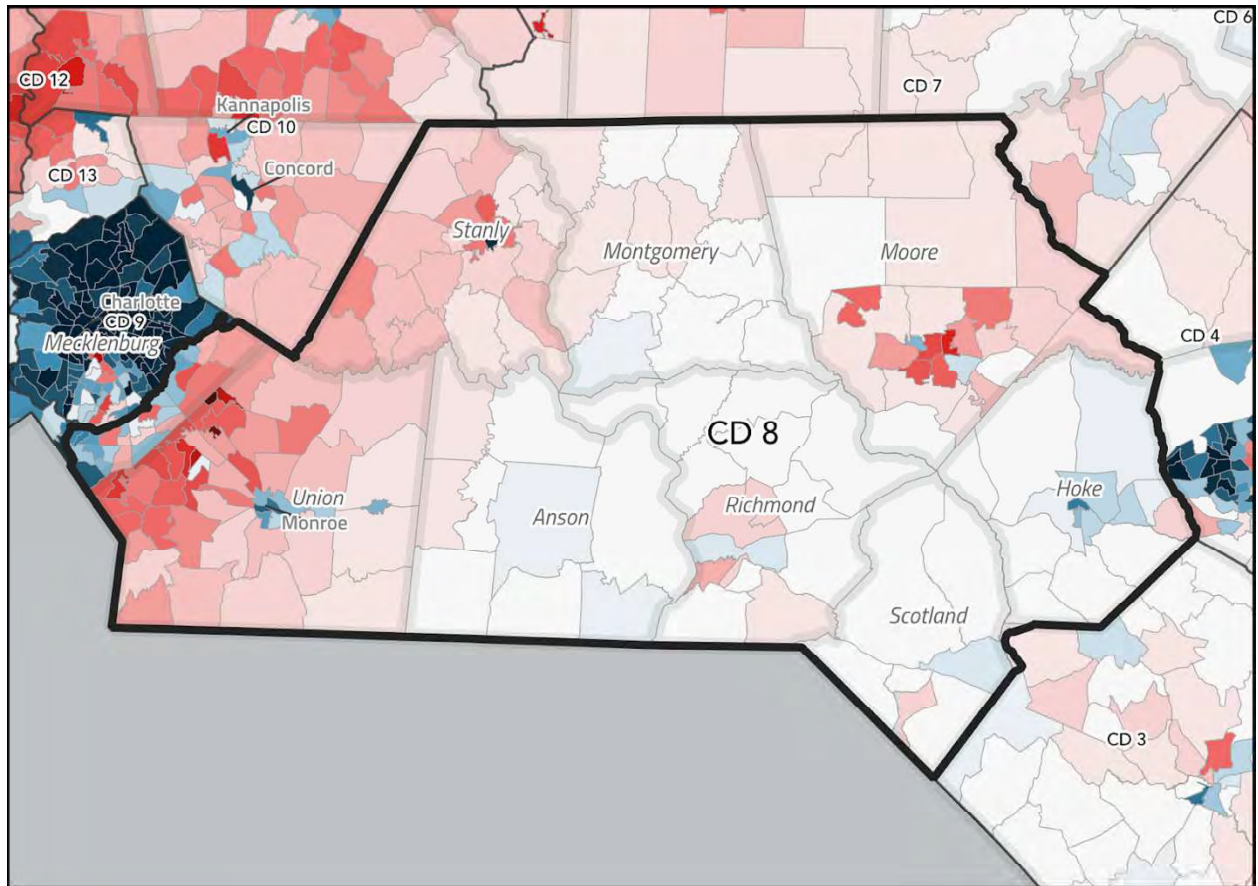 CD 6
CD 12
CD 7
Kannapolis
CD 10
Concord
CD 13
Stanly
Montgomery
Moore
Charlotte
CD 9
Mecklenburg
CD 4
CD 8
Union
Monroe
Anson
Richmond
Hoke
Scotland
CD 3